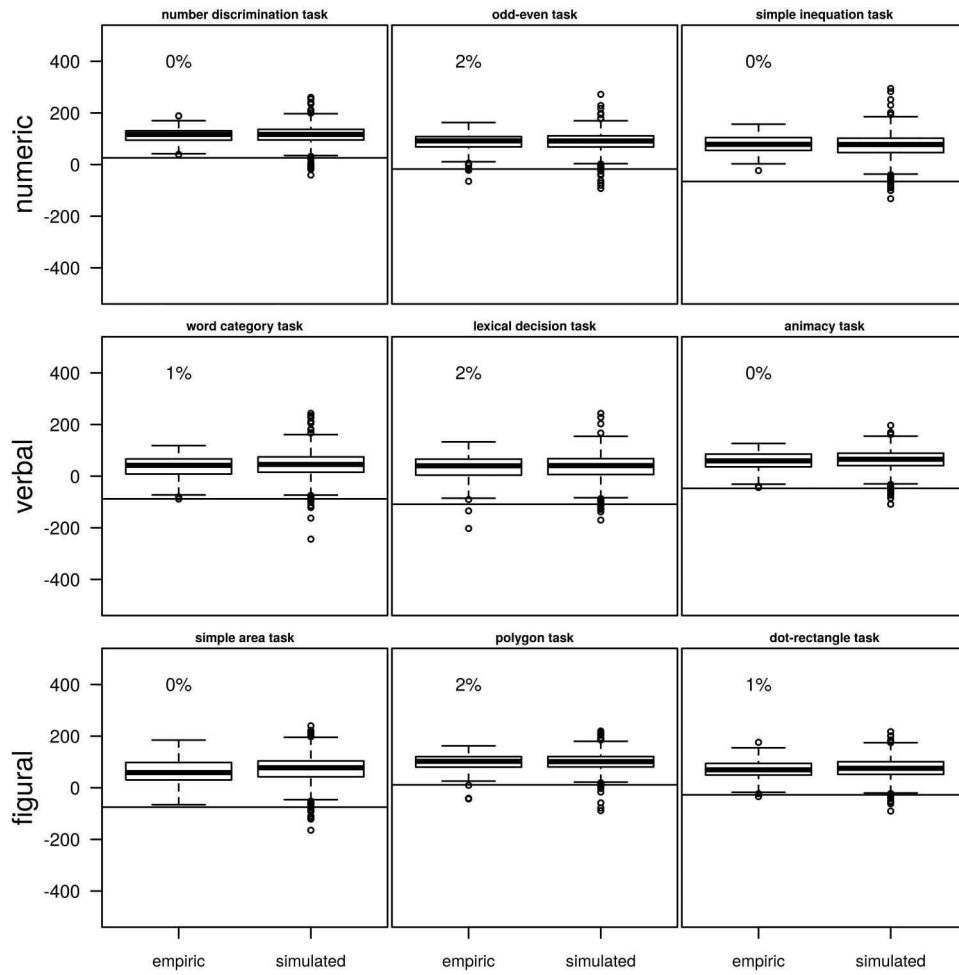 number discrimination task odd-even task simple inequation task
numeric
400
200
0
-200
-400
0% 2% 0%
word category task lexical decision task animacy task
verbal
400
200
0
-200
-400
1% 2% 0%
simple area task polygon task dot-rectangle task
figural
400
200
0
-200
-400
0% 2% 1%
empiric simulated empiric simulated empiric simulated